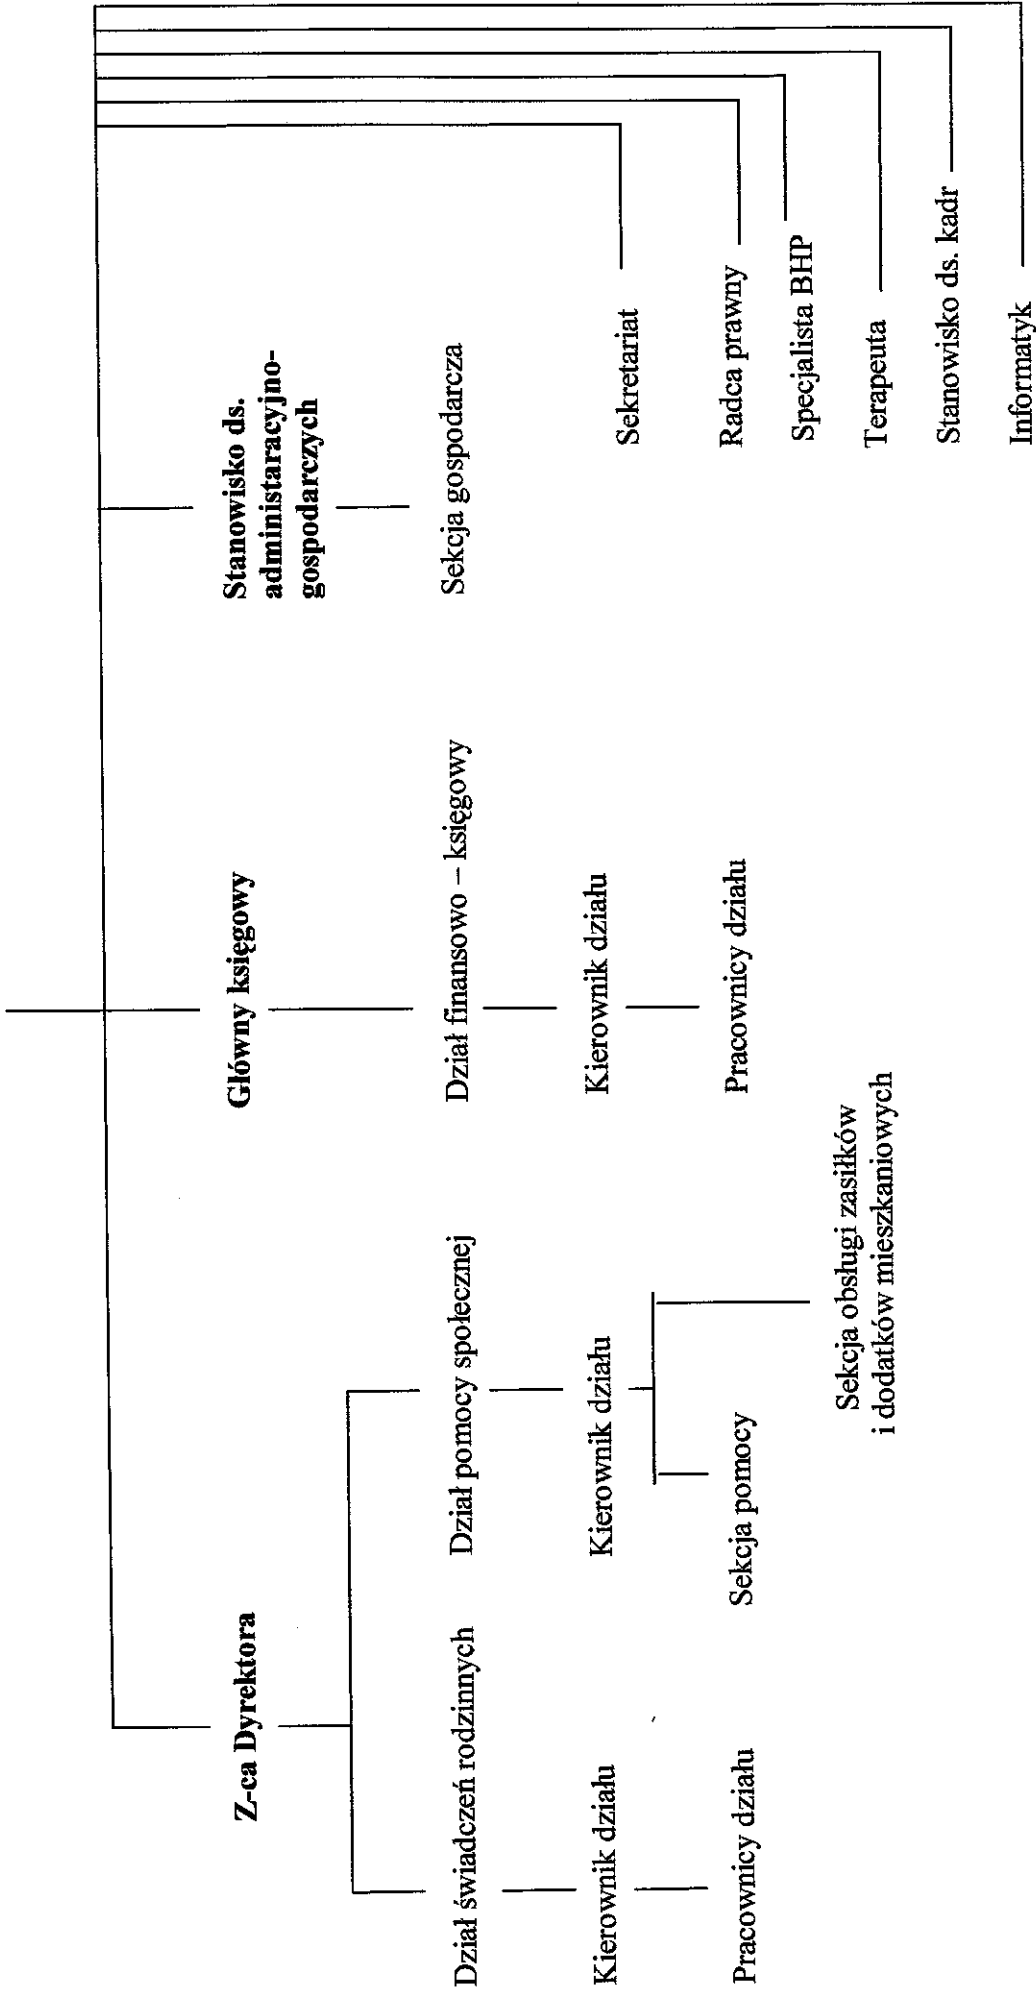 Z-ca Dyrektora
Dział świadczeń rodzinnych
Kierownik działu
Pracownicy działu
Dział pomocy społecznej
Kierownik działu
Sekcja pomocy
Sekcja obsługi zasiłków
i dodatków mieszkaniowych
Główny księgowy
Dział finansowo – księgowy
Kierownik działu
Pracownicy działu
Stanowisko ds.
administaracyjno-
gospodarczych
Sekcja gospodarcza
Sekretariat
Radca prawny
Specjalista BHP
Terapeuta
Stanowisko ds. kadr
Informatyk